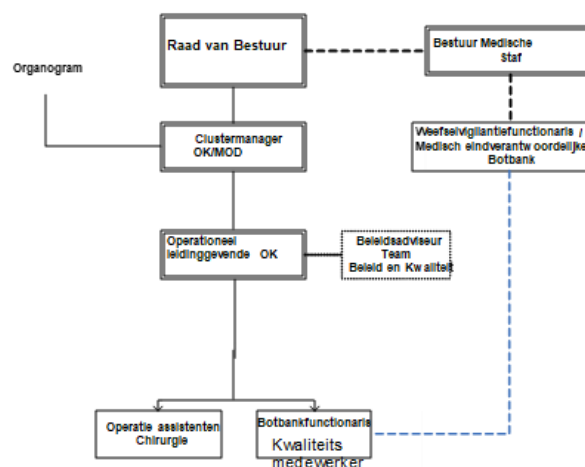 Raad van Bestuur
Bestuur Medische
Staf
Organogram
Clustermanager
OK/MOD
Weefselvigilantiefunctionaris /
Medisch eindverantwoordelijke
Botbank
Operationeel
leidinggevende OK
Beleidsadviseur
Team
Beleid en Kwaliteit
Operatie assistenten
Chirurgie
Botbankfunctionaris
Kwaliteits
medewerker